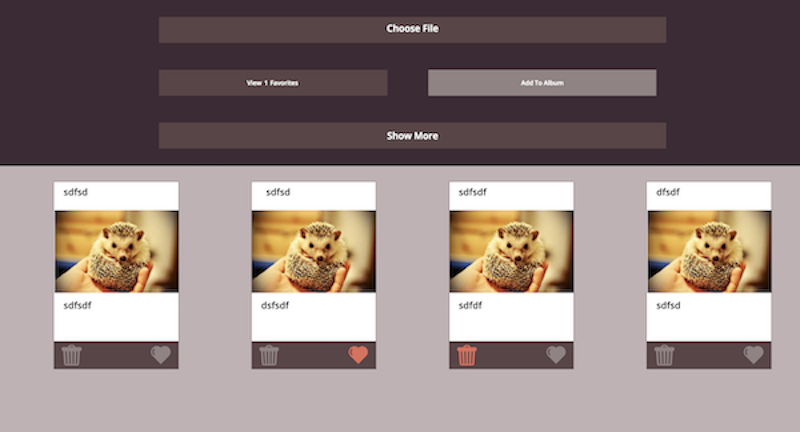 Choose File
View 1 Favorites
Add To Album
Show More
sdfsd
sdfsd
sdfsdf
dfsdf
sdfsdf
dsfsdf
sdfdf
sdfsd